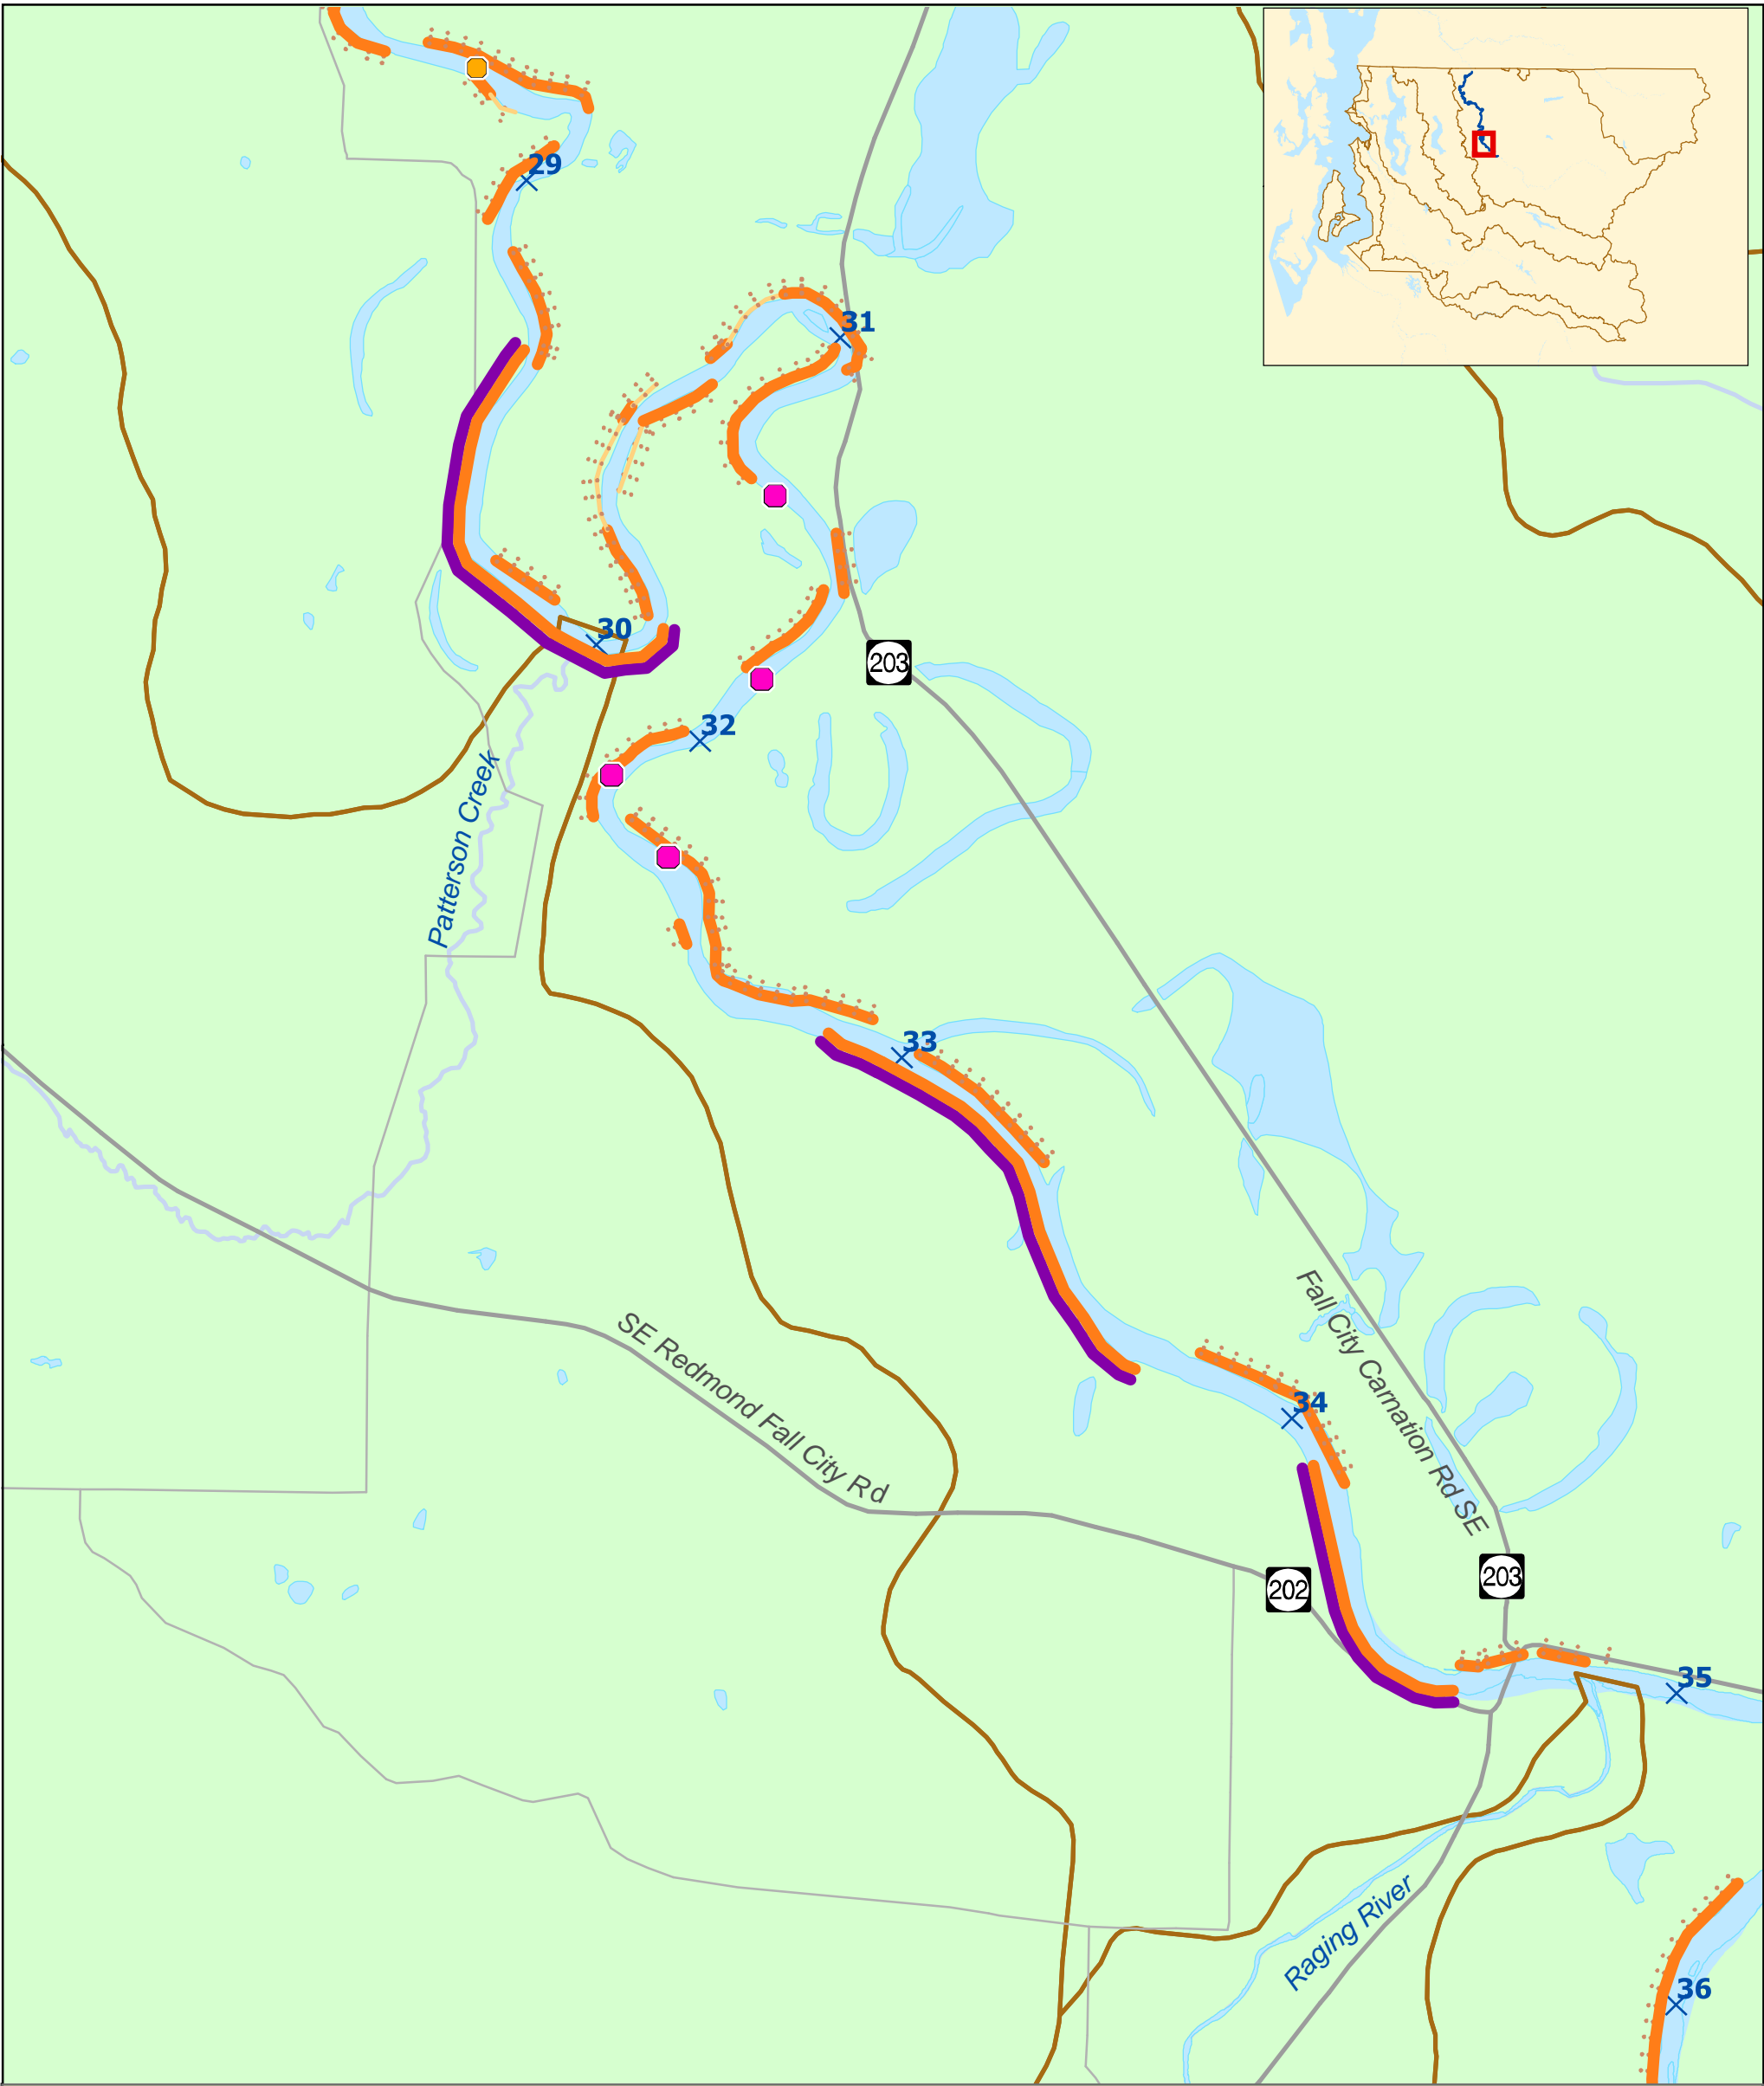 29
31
30
203
32
Patterson Creek
33
Fall City Carnation Rd SE
SE Redmond Fall City Rd
34
203
202
35
Raging River
36